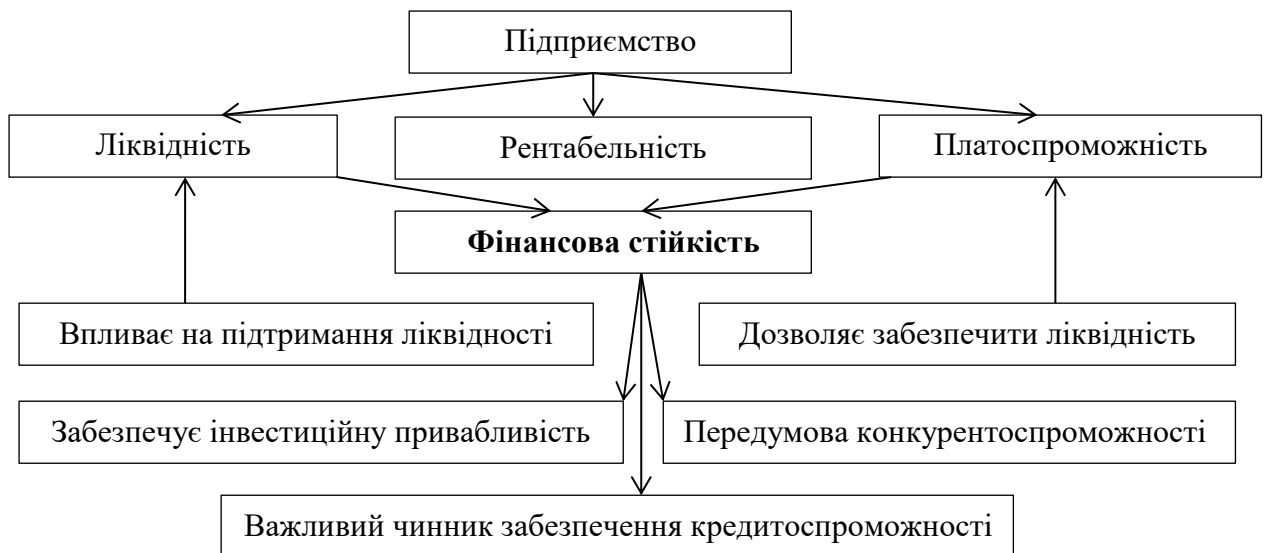 Підприємство
Ліквідність
Рентабельність
Платоспроможність
Фінансова стійкість
Впливає на підтримання ліквідності
Дозволяє забезпечити ліквідність
Забезпечує інвестиційну привабливість
Передумова конкурентоспроможності
Важливий чинник забезпечення кредитоспроможності